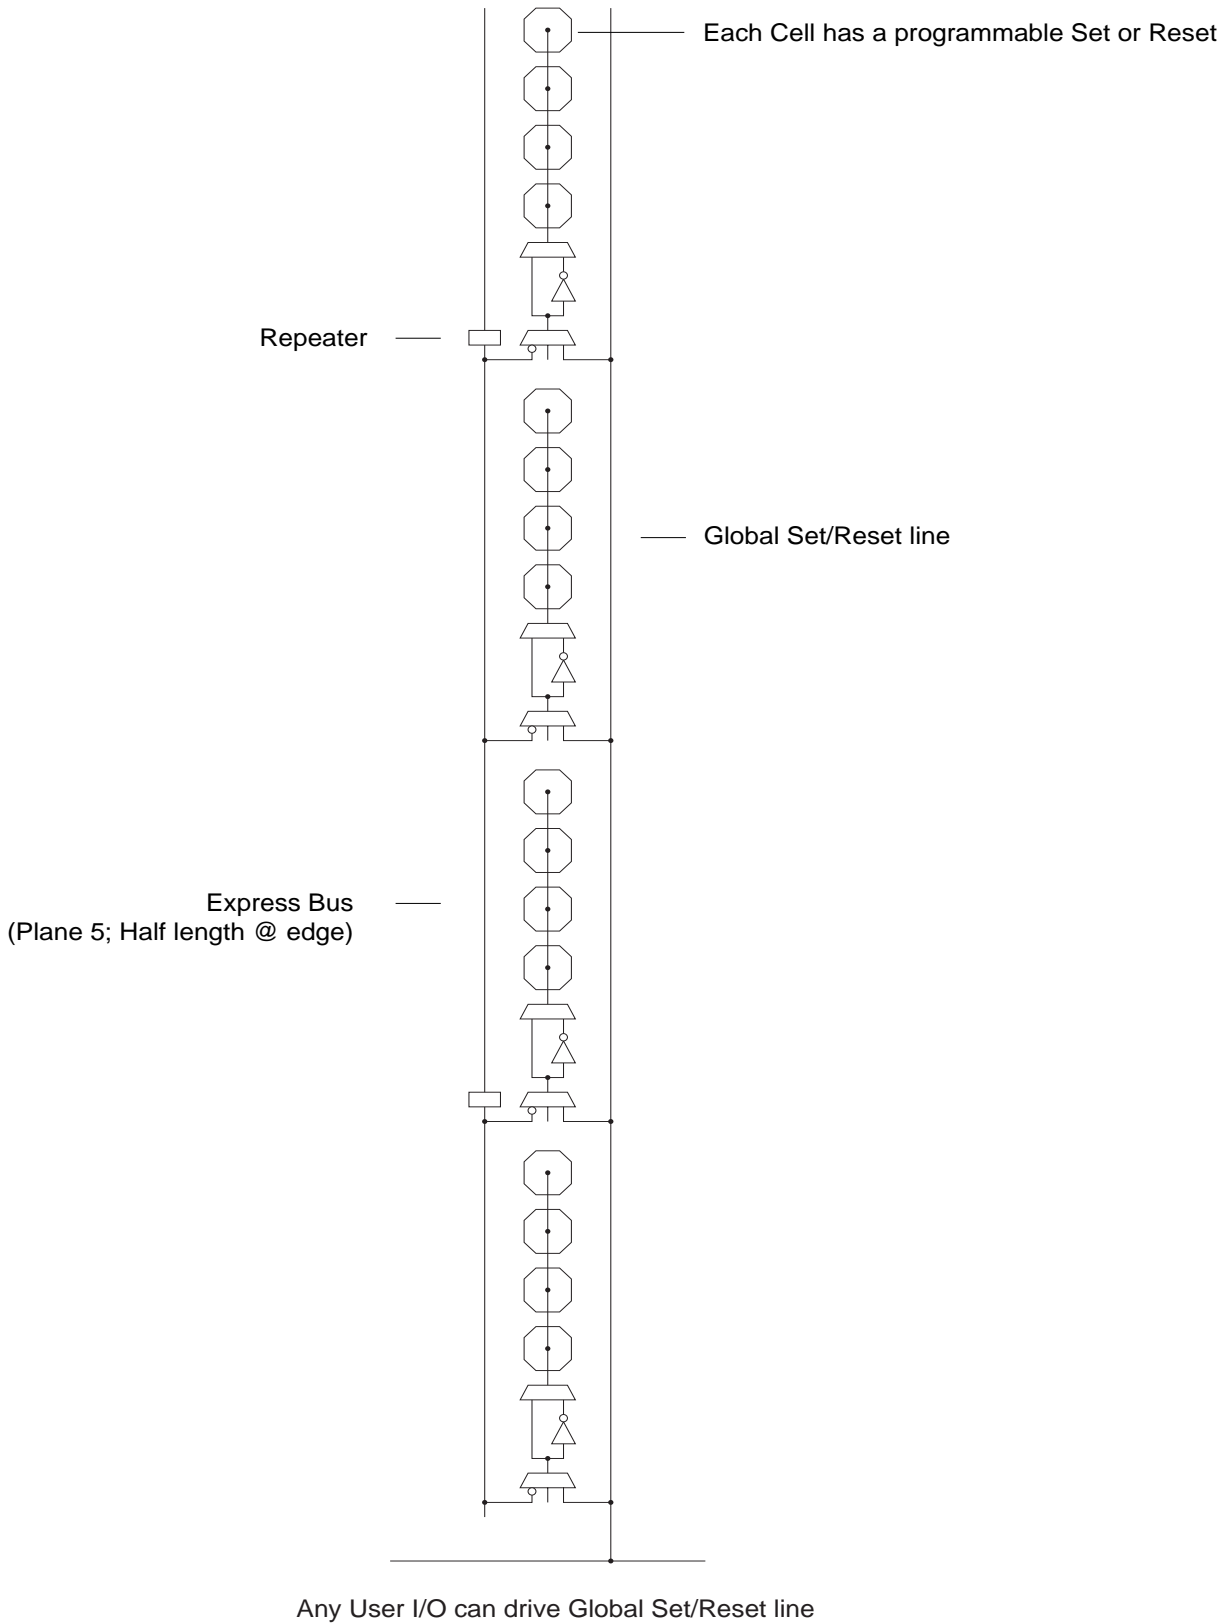 Each Cell has a programmable Set or Reset
Repeater
Global Set/Reset line
Express Bus
(Plane 5; Half length @ edge)
Any User I/O can drive Global Set/Reset line